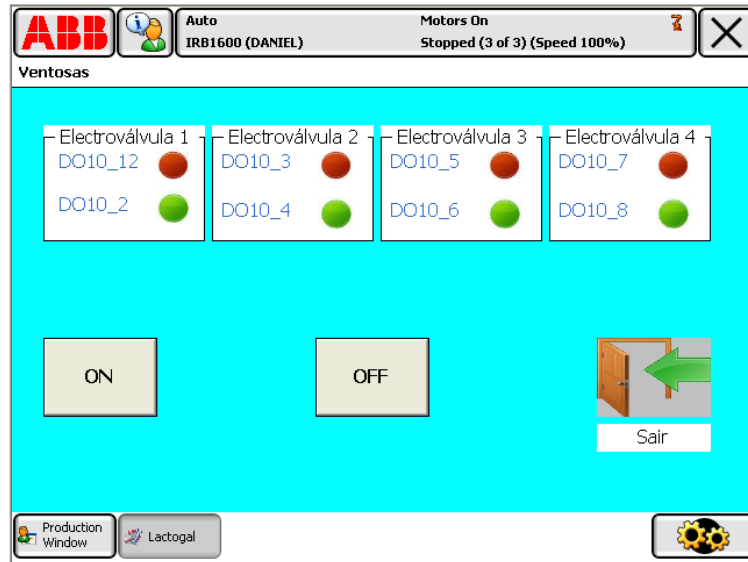 ABB
Auto
IRB1600 (DANIEL)
Motors On
Stopped (3 of 3) (Speed 100%)
Ventosas
Electroválvula 1
DO10_12
DO10_2
Electroválvula 2
DO10_3
DO10_4
Electroválvula 3
DO10_5
DO10_6
Electroválvula 4
DO10_7
DO10_8
ON
OFF
Sair
Production
Window
Lactogal